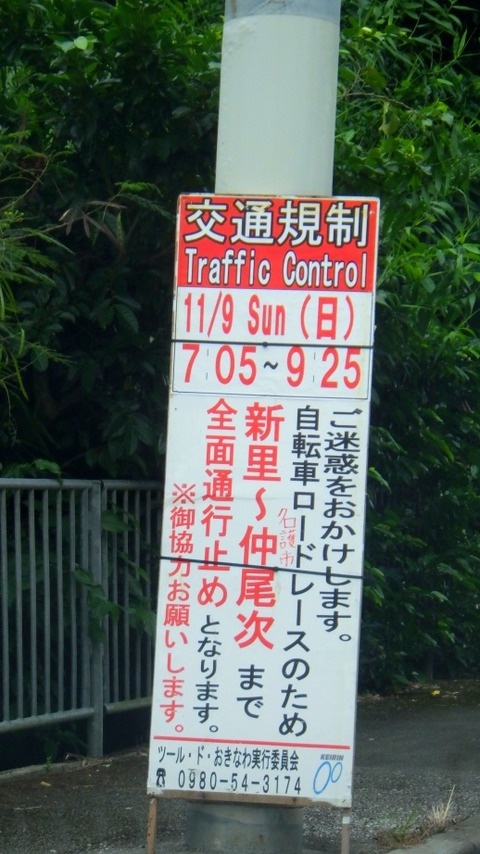 交通規制
Traffic Control
11/9 Sun (日)
7:05~9:25
ご迷惑をおかけします。
自転車ロードレースのため
名護市
新里~仲尾次まで
全面通行止めとなります。
※御協力お願いします。
ツール・ド・おきなわ実行委員会
☎ 0980-54-3174
KEIRIN